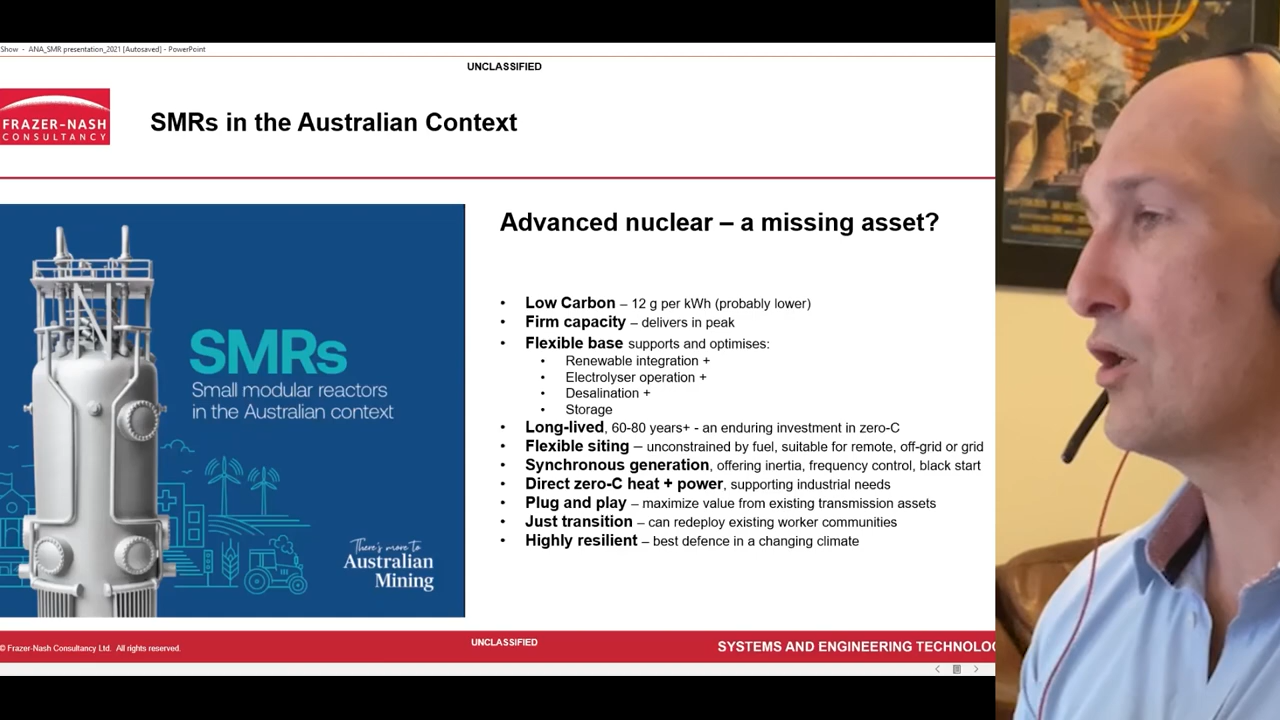 Show - ANA_SMR presentation_2021 [Autosaved] - PowerPoint
UNCLASSIFIED
FRAZER-NASH
CONSULTANCY
SMRs in the Australian Context
SMRs
Small modular reactors
in the Australian context
There's more to
Australian
Mining
Advanced nuclear – a missing asset?
• Low Carbon – 12 g per kWh (probably lower)
• Firm capacity – delivers in peak
• Flexible base supports and optimises:
• Renewable integration +
• Electrolyser operation +
• Desalination +
• Storage
• Long-lived, 60-80 years+ - an enduring investment in zero-C
• Flexible siting – unconstrained by fuel, suitable for remote, off-grid or grid
• Synchronous generation, offering inertia, frequency control, black start
• Direct zero-C heat + power, supporting industrial needs
• Plug and play – maximize value from existing transmission assets
• Just transition – can redeploy existing worker communities
• Highly resilient – best defence in a changing climate
© Frazer-Nash Consultancy Ltd. All rights reserved.
UNCLASSIFIED
SYSTEMS AND ENGINEERING TECHNOLO